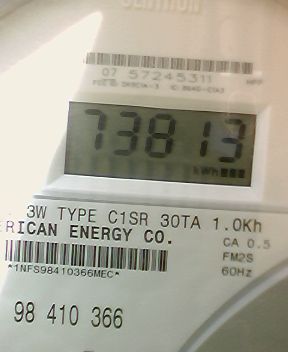 CENTRON
07 57245311
73813
kWh
3W TYPE C1SR 30TA 1.0Kh
RICAN ENERGY CO.
CA 0.5
FM2S
60Hz
*1NFS98410366MEC*
98 410 366